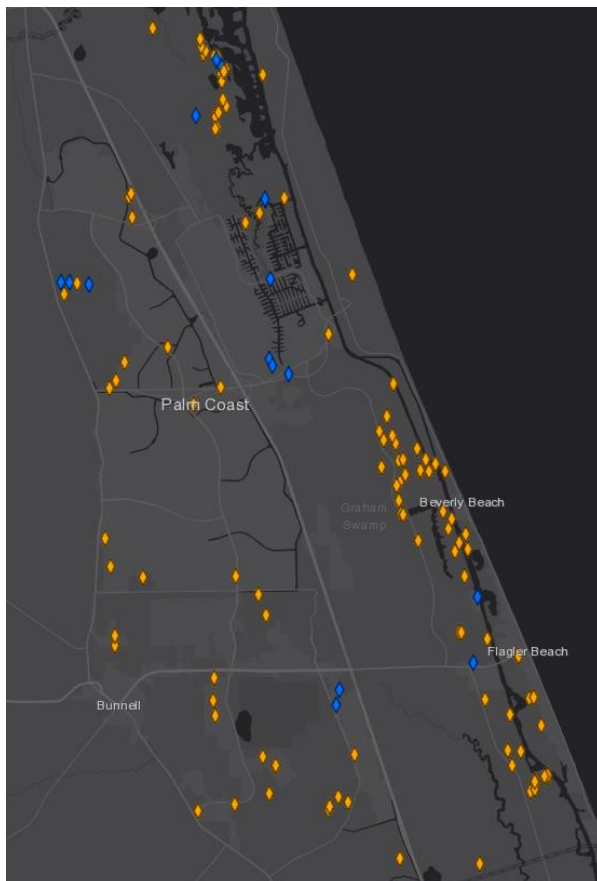 Palm Coast
Graham
Swamp
Beverly Beach
Flagler Beach
Bunnell